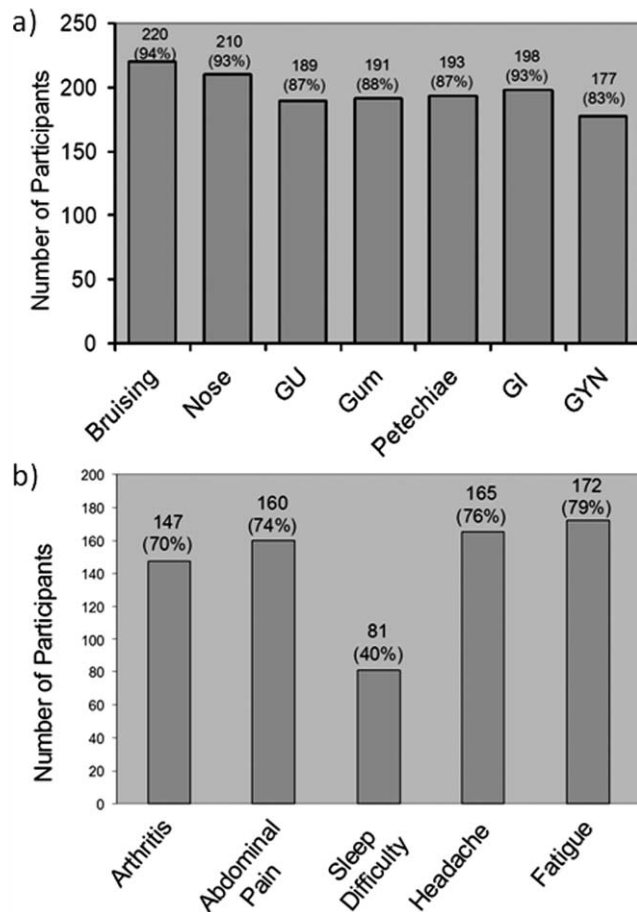 a)
Number of Participants
250
200
150
100
50
0
220
(94%)
210
(93%)
189
(87%)
191
(88%)
193
(87%)
198
(93%)
177
(83%)
Bruising
Nose
GU
Gum
Petechiae
GI
GYN
b)
Number of Participants
200
180
160
140
120
100
80
60
40
20
0
147
(70%)
160
(74%)
81
(40%)
165
(76%)
172
(79%)
Arthritis
Abdominal
Pain
Sleep
Difficulty
Headache
Fatigue